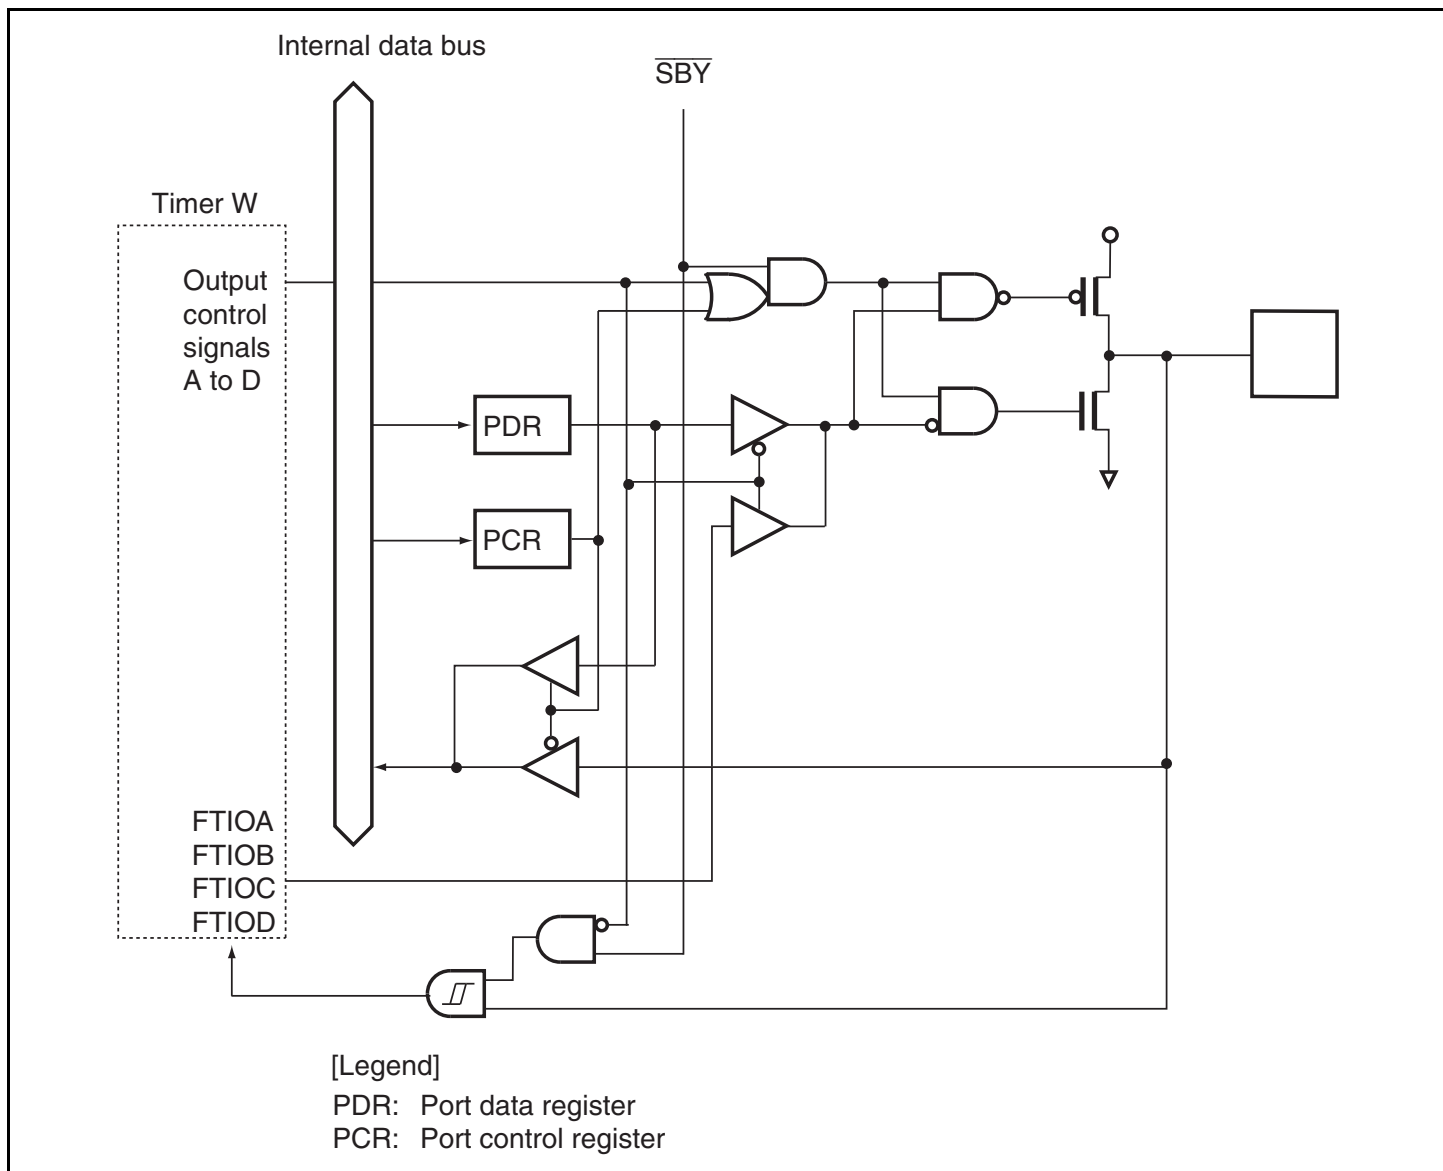 Internal data bus
S̅B̅Y̅
Timer W
Output
control
signals
A to D
PDR
PCR
FTIOA
FTIOB
FTIOC
FTIOD
[Legend]
PDR: Port data register
PCR: Port control register